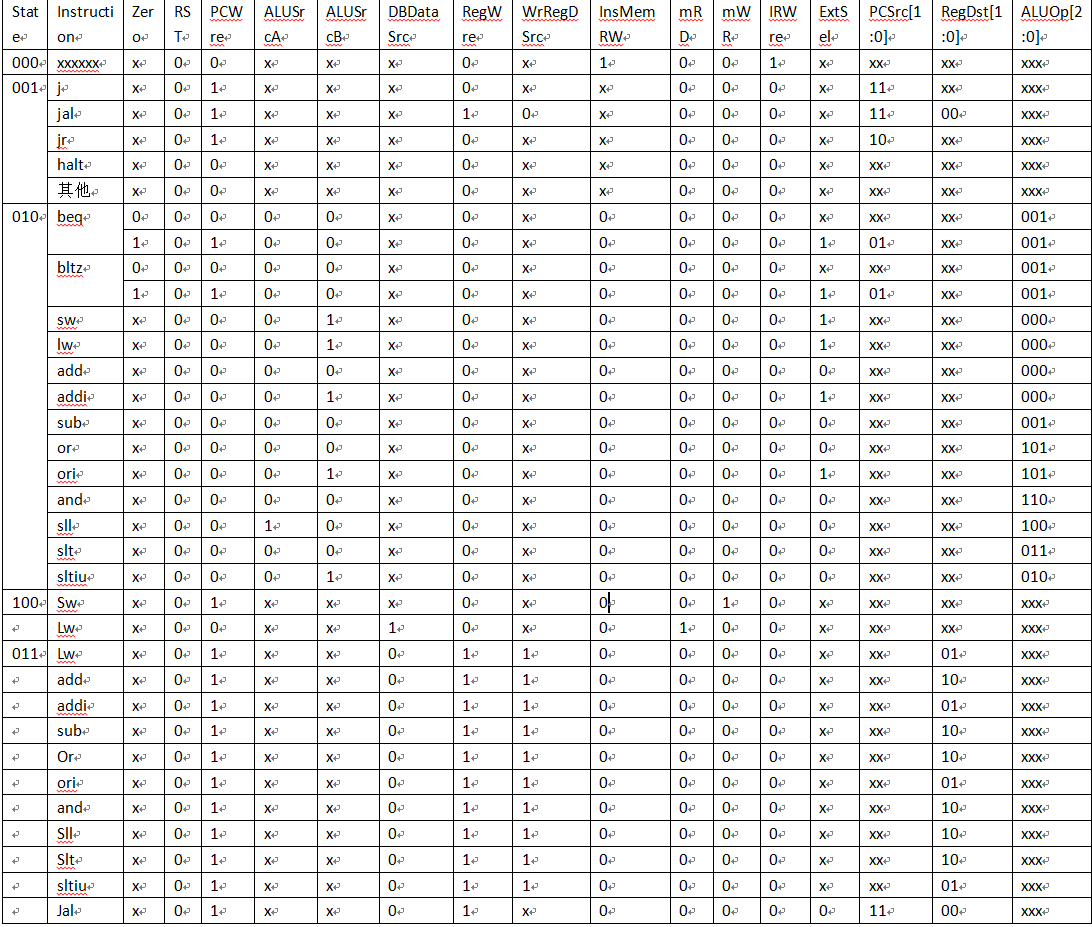 State Instruction Zero RST PCWre ALUSrcA ALUSrcB DBDataSrc RegWre WrRegDSrc InsMemRW mRD mWR IRWre ExtSel PCSrc[1:0] RegDst[1:0] ALUOp[2:0]
000 xxxxxx x 0 0 x x x 0 x 1 0 0 1 x xx xx xxx
001 j x 0 1 x x x 0 x x 0 0 0 x 11 xx xxx
jal x 0 1 x x x 1 0 x 0 0 0 x 11 00 xxx
jr x 0 1 x x x 0 x x 0 0 0 x 10 xx xxx
halt x 0 0 x x x 0 x x 0 0 0 x xx xx xxx
其他 x 0 0 x x x 0 x x 0 0 0 x xx xx xxx
010 beq 0 0 0 0 0 x 0 x 0 0 0 0 x xx xx 001
1 0 1 0 0 x 0 x 0 0 0 0 1 01 xx 001
bltz 0 0 0 0 0 x 0 x 0 0 0 0 x xx xx 001
1 0 1 0 0 x 0 x 0 0 0 0 1 01 xx 001
sw x 0 0 0 1 x 0 x 0 0 0 0 1 xx xx 000
lw x 0 0 0 1 x 0 x 0 0 0 0 1 xx xx 000
add x 0 0 0 0 x 0 x 0 0 0 0 0 xx xx 000
addi x 0 0 0 1 x 0 x 0 0 0 0 1 xx xx 000
sub x 0 0 0 0 x 0 x 0 0 0 0 0 xx xx 001
or x 0 0 0 0 x 0 x 0 0 0 0 0 xx xx 101
ori x 0 0 0 1 x 0 x 0 0 0 0 1 xx xx 101
and x 0 0 0 0 x 0 x 0 0 0 0 0 xx xx 110
sll x 0 0 1 0 x 0 x 0 0 0 0 0 xx xx 100
slt x 0 0 0 0 x 0 x 0 0 0 0 0 xx xx 011
sltiu x 0 0 0 1 x 0 x 0 0 0 0 0 xx xx 010
100 Sw x 0 1 x x x 0 x 0 0 1 0 x xx xx xxx
Lw x 0 0 x x 1 0 x 0 1 0 0 x xx xx xxx
011 Lw x 0 1 x x 0 1 1 0 0 0 0 x xx 01 xxx
add x 0 1 x x 0 1 1 0 0 0 0 x xx 10 xxx
addi x 0 1 x x 0 1 1 0 0 0 0 x xx 01 xxx
sub x 0 1 x x 0 1 1 0 0 0 0 x xx 10 xxx
Or x 0 1 x x 0 1 1 0 0 0 0 x xx 10 xxx
ori x 0 1 x x 0 1 1 0 0 0 0 x xx 01 xxx
and x 0 1 x x 0 1 1 0 0 0 0 x xx 10 xxx
Sll x 0 1 x x 0 1 1 0 0 0 0 x xx 10 xxx
Slt x 0 1 x x 0 1 1 0 0 0 0 x xx 10 xxx
sltiu x 0 1 x x 0 1 1 0 0 0 0 x xx 01 xxx
Jal x 0 1 x x 0 1 x 0 0 0 0 0 11 00 xxx